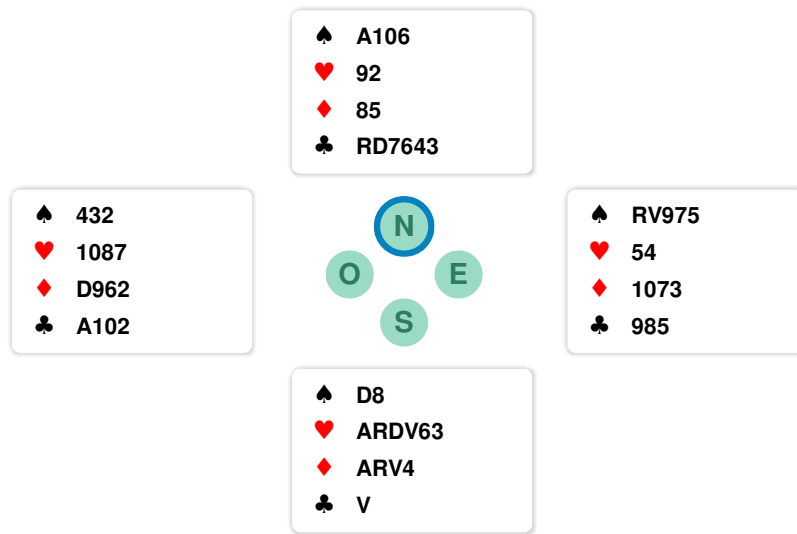 ♠ A106
♥ 92
♦ 85
♣ RD7643
♠ 432
♥ 1087
♦ D962
♣ A102
N
O
E
S
♠ RV975
♥ 54
♦ 1073
♣ 985
♠ D8
♥ ARDV63
♦ ARV4
♣ V